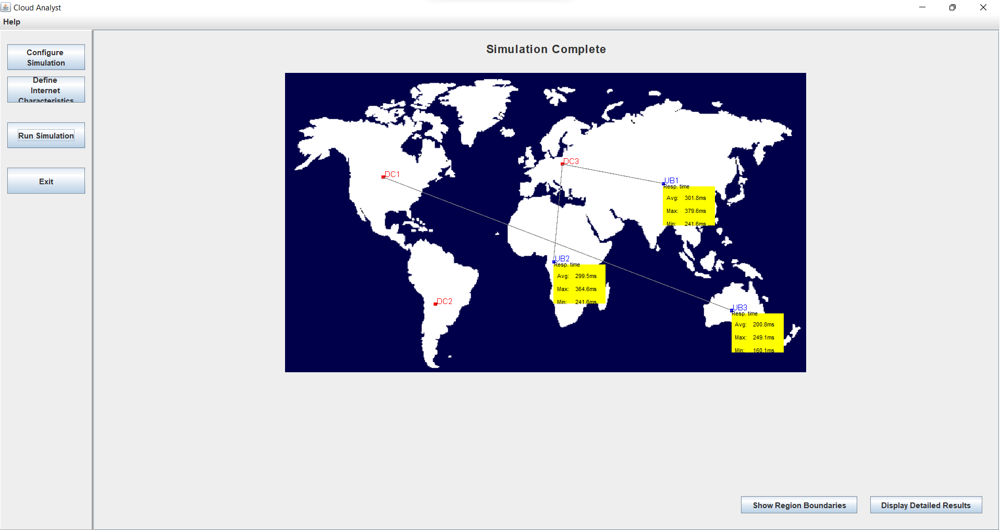 Cloud Analyst
Help
Configure
Simulation
Define
Internet
Characteristics
Run Simulation
Exit
Simulation Complete
DC1
DC3
UB1
Resp. time
Avg: 301.8ms
Max: 379.6ms
Min: 241.6ms
UB2
Resp. time
Avg: 299.5ms
Max: 364.6ms
Min: 241.6ms
DC2
UB3
Resp. time
Avg: 200.8ms
Max: 249.1ms
Min: 160.1ms
Show Region Boundaries
Display Detailed Results